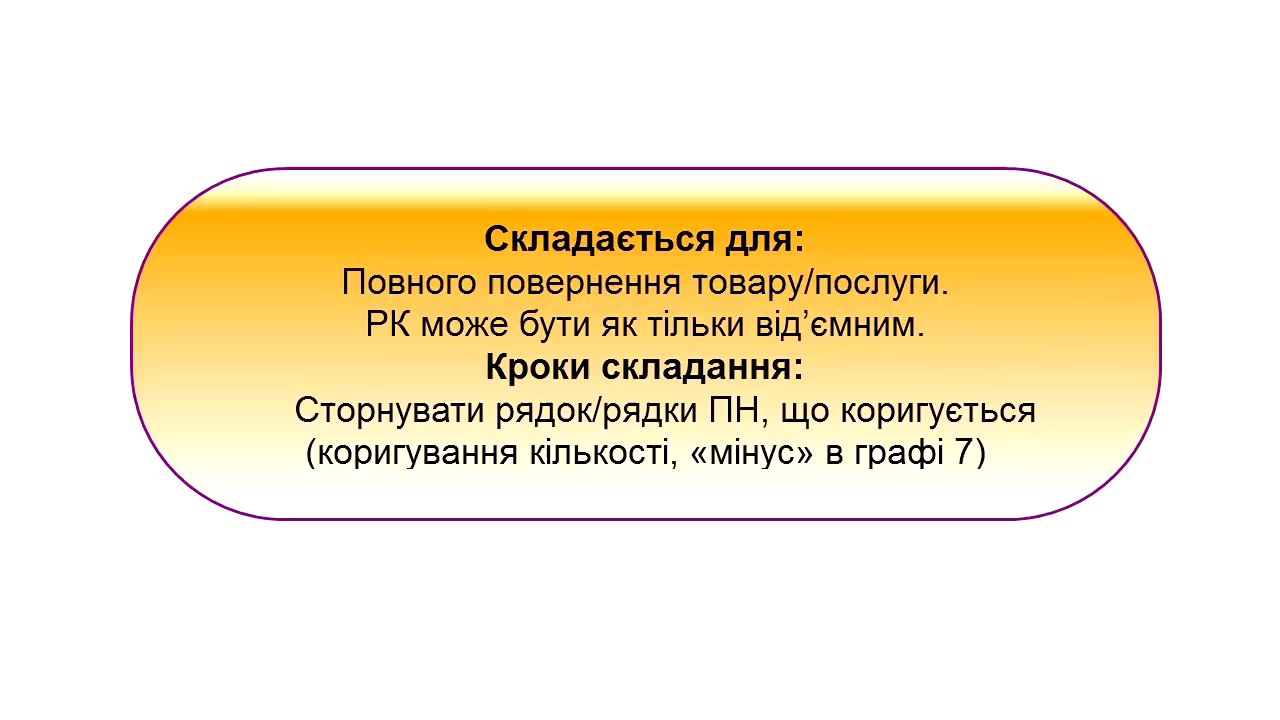 Складається для:
Повного повернення товару/послуги.
РК може бути як тільки від’ємним.
Кроки складання:
Сторнувати рядок/рядки ПН, що коригується
(коригування кількості, «мінус» в графі 7)